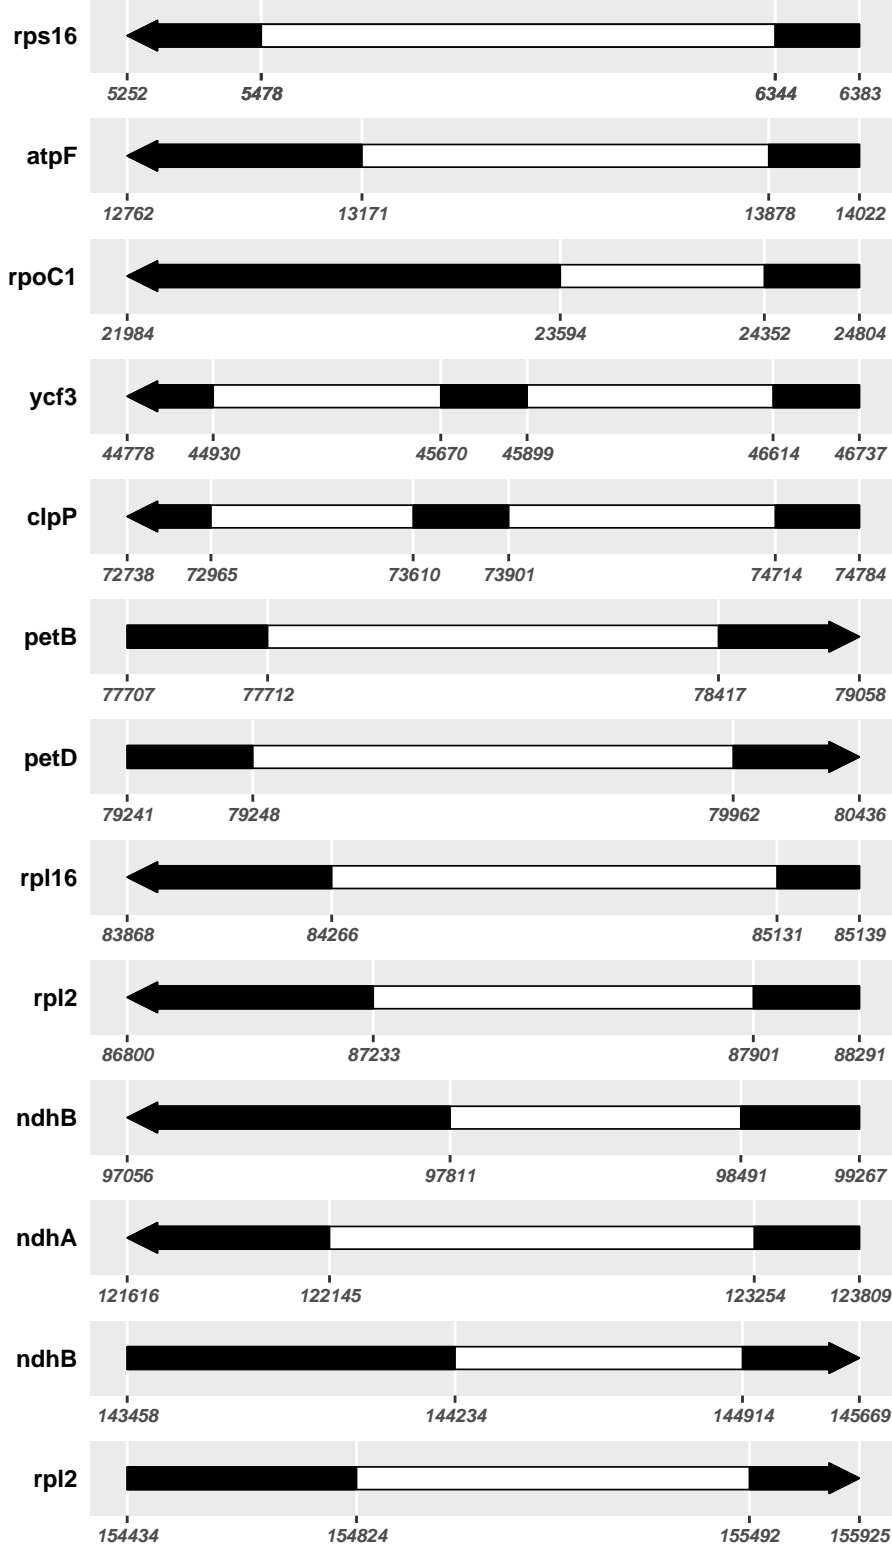 rps16
5252 5478 6344 6383
atpF
12762 13171 13878 14022
rpoC1
21984 23594 24352 24804
ycf3
44778 44930 45670 45899 46614 46737
clpP
72738 72965 73610 73901 74714 74784
petB
77707 77712 78417 79058
petD
79241 79248 79962 80436
rpl16
83868 84266 85131 85139
rpl2
86800 87233 87901 88291
ndhB
97056 97811 98491 99267
ndhA
121616 122145 123254 123809
ndhB
143458 144234 144914 145669
rpl2
154434 154824 155492 155925